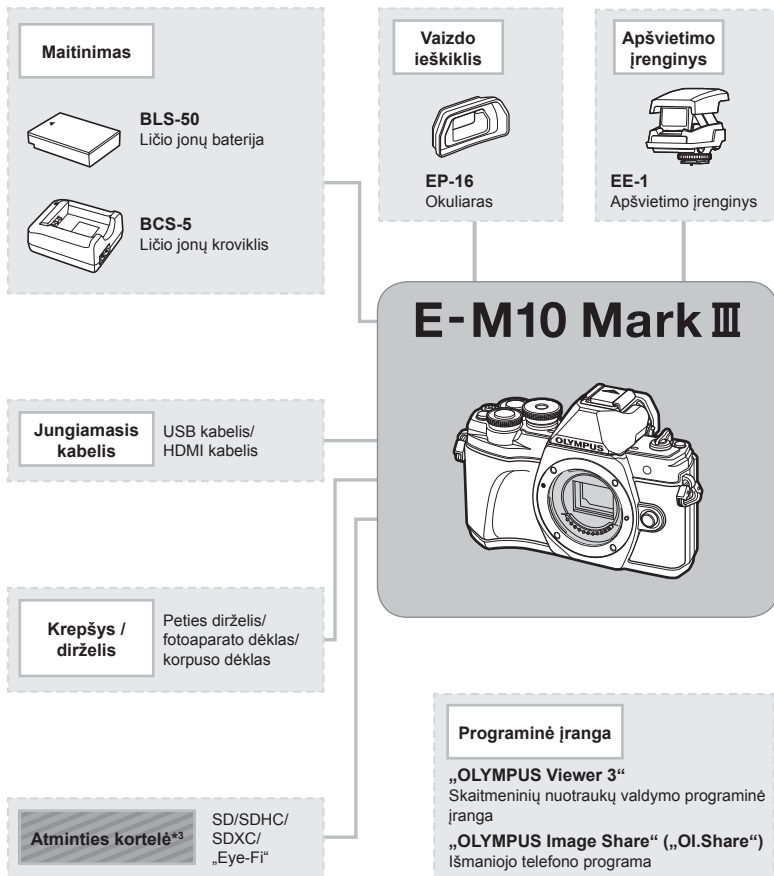 Maitinimas
BLS-50
Ličio jonų baterija
BCS-5
Ličio jonų kroviklis
Vaizdo
ieškiklis
EP-16
Okuliaras
Apšvietimo
įrenginys
EE-1
Apšvietimo įrenginys
E-M10 Mark III
OLYMPUS
Jungiamasis
kabelis
USB kabelis/
HDMI kabelis
Krepšys /
dirželis
Peties dirželis/
fotoaparato dėklas/
korpuso dėklas
Atminties kortelė*3
SD/SDHC/
SDXC/
„Eye-Fi“
Programinė įranga
„OLYMPUS Viewer 3“
Skaitmeninių nuotraukų valdymo programinė
įranga
„OLYMPUS Image Share“ („OI.Share“)
Išmaniojo telefono programa